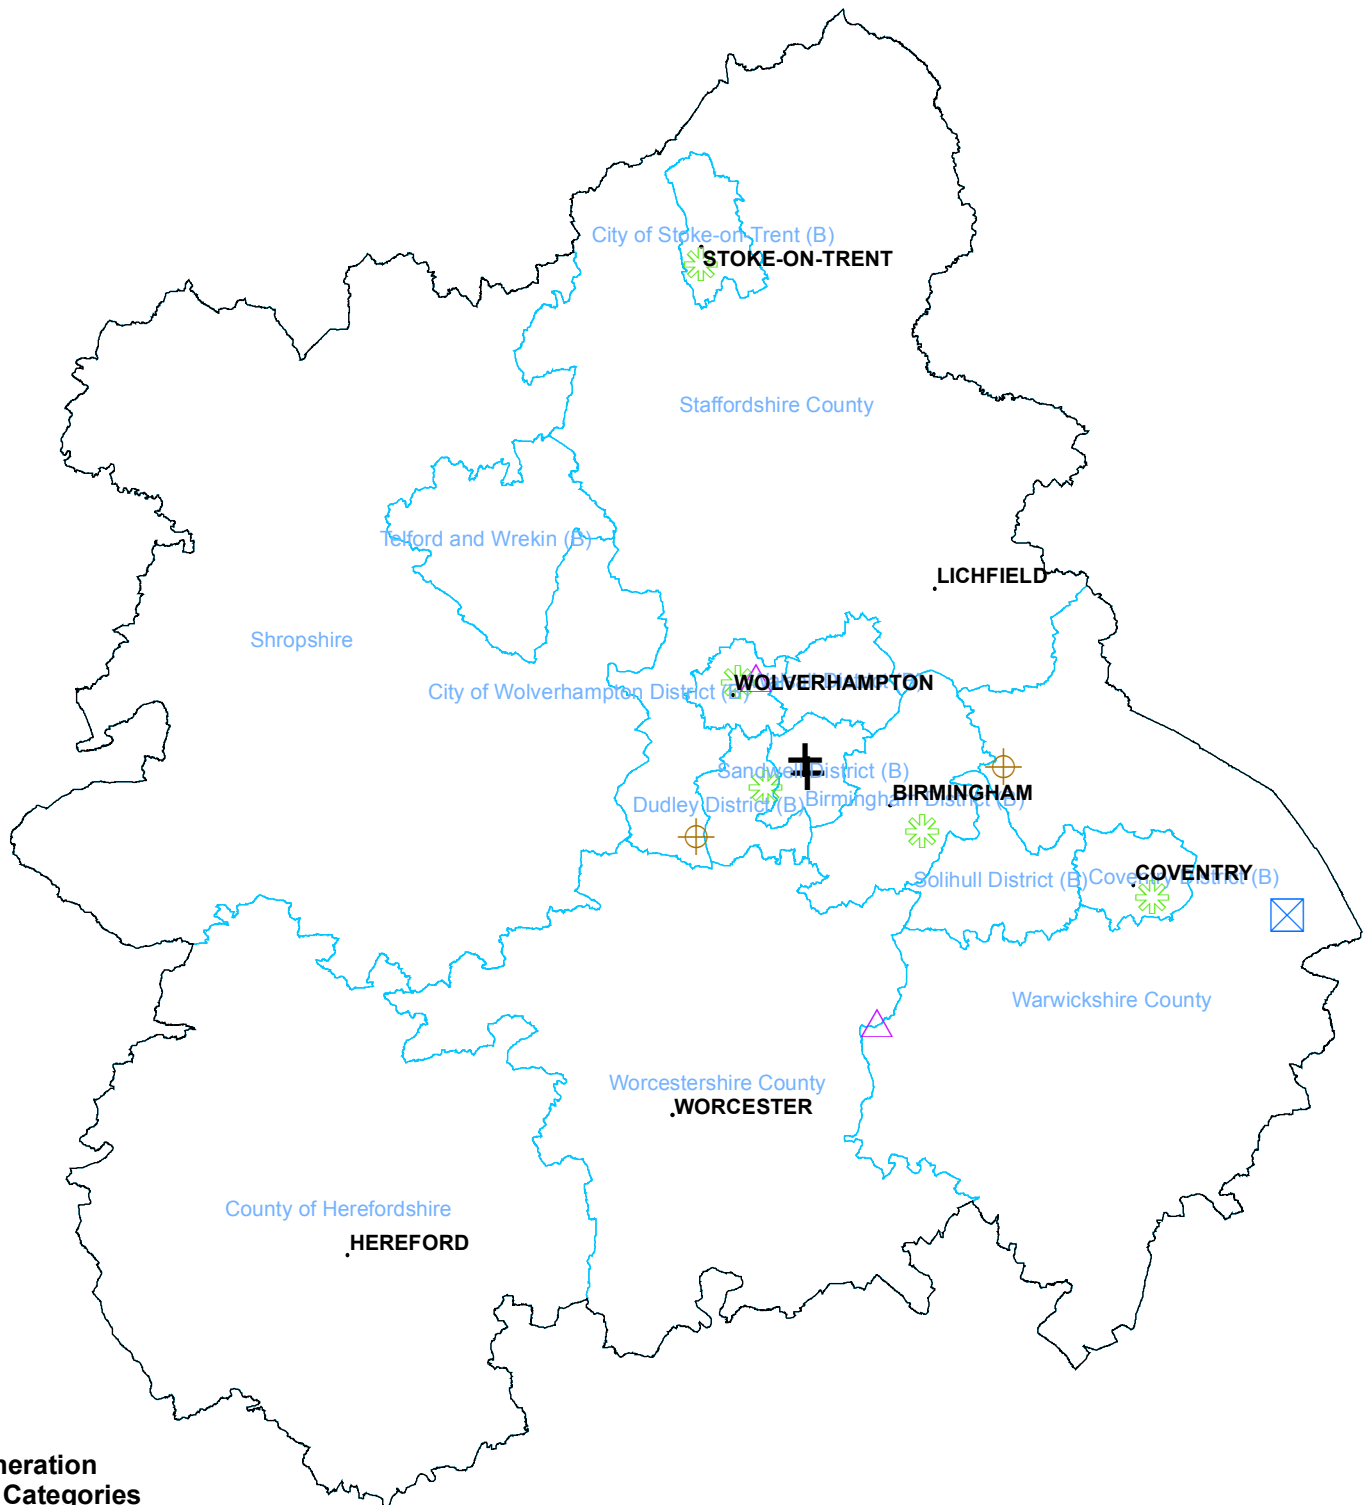 City of Stoke-on-Trent (B)
STOKE-ON-TRENT
Staffordshire County
Telford and Wrekin (B)
LICHFIELD
Shropshire
WOLVERHAMPTON
City of Wolverhampton District (B)
Sandwell District (B)
BIRMINGHAM
Dudley District (B)
Birmingham District (B)
COVENTRY
Solihull District (B)
Coventry District (B)
Warwickshire County
Worcestershire County
WORCESTER
County of Herefordshire
HEREFORD
neration
Categories